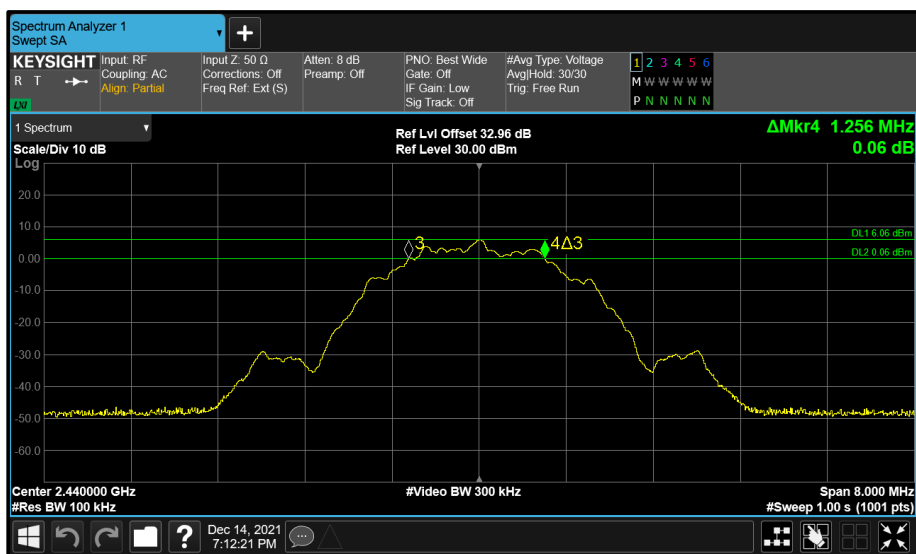 Spectrum Analyzer 1
Swept SA
KEYSIGHT Input: RF Input Z: 50 Ω Atten: 8 dB PNO: Best Wide #Avg Type: Voltage 1 2 3 4 5 6
R T Coupling: AC Corrections: Off Preamp: Off Gate: Off Avg|Hold: 30/30 M W W W W W
Align: Partial Freq Ref: Ext (S) IF Gain: Low Trig: Free Run
LXI Sig Track: Off P N N N N N
1 Spectrum Ref Lvl Offset 32.96 dB ΔMkr4 1.256 MHz
Scale/Div 10 dB Ref Level 30.00 dBm 0.06 dB
Log
20.0
10.0
DL1 6.06 dBm
3 4Δ3
0.00 DL2 0.06 dBm
-10.0
-20.0
-30.0
-40.0
-50.0
-60.0
Center 2.440000 GHz #Video BW 300 kHz Span 8.000 MHz
#Res BW 100 kHz #Sweep 1.00 s (1001 pts)
? Dec 14, 2021
7:12:21 PM